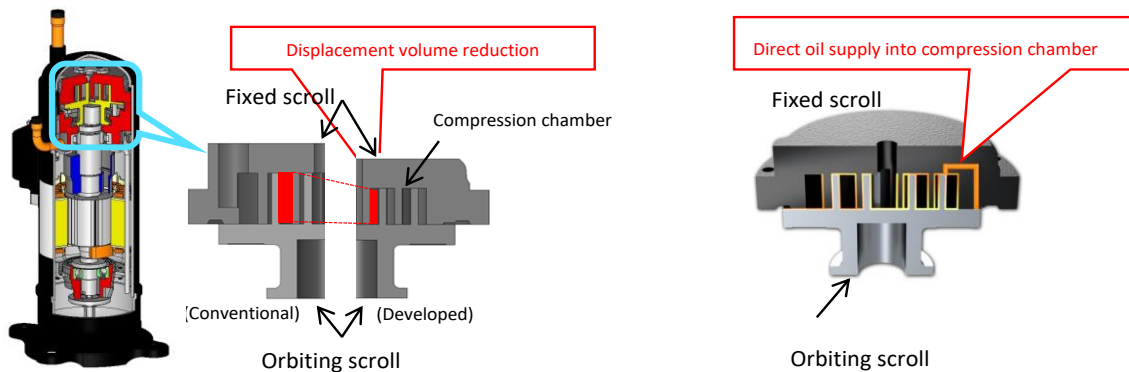 Displacement volume reduction
Fixed scroll
Compression chamber
(Conventional)
(Developed)
Orbiting scroll
Direct oil supply into compression chamber
Fixed scroll
Orbiting scroll